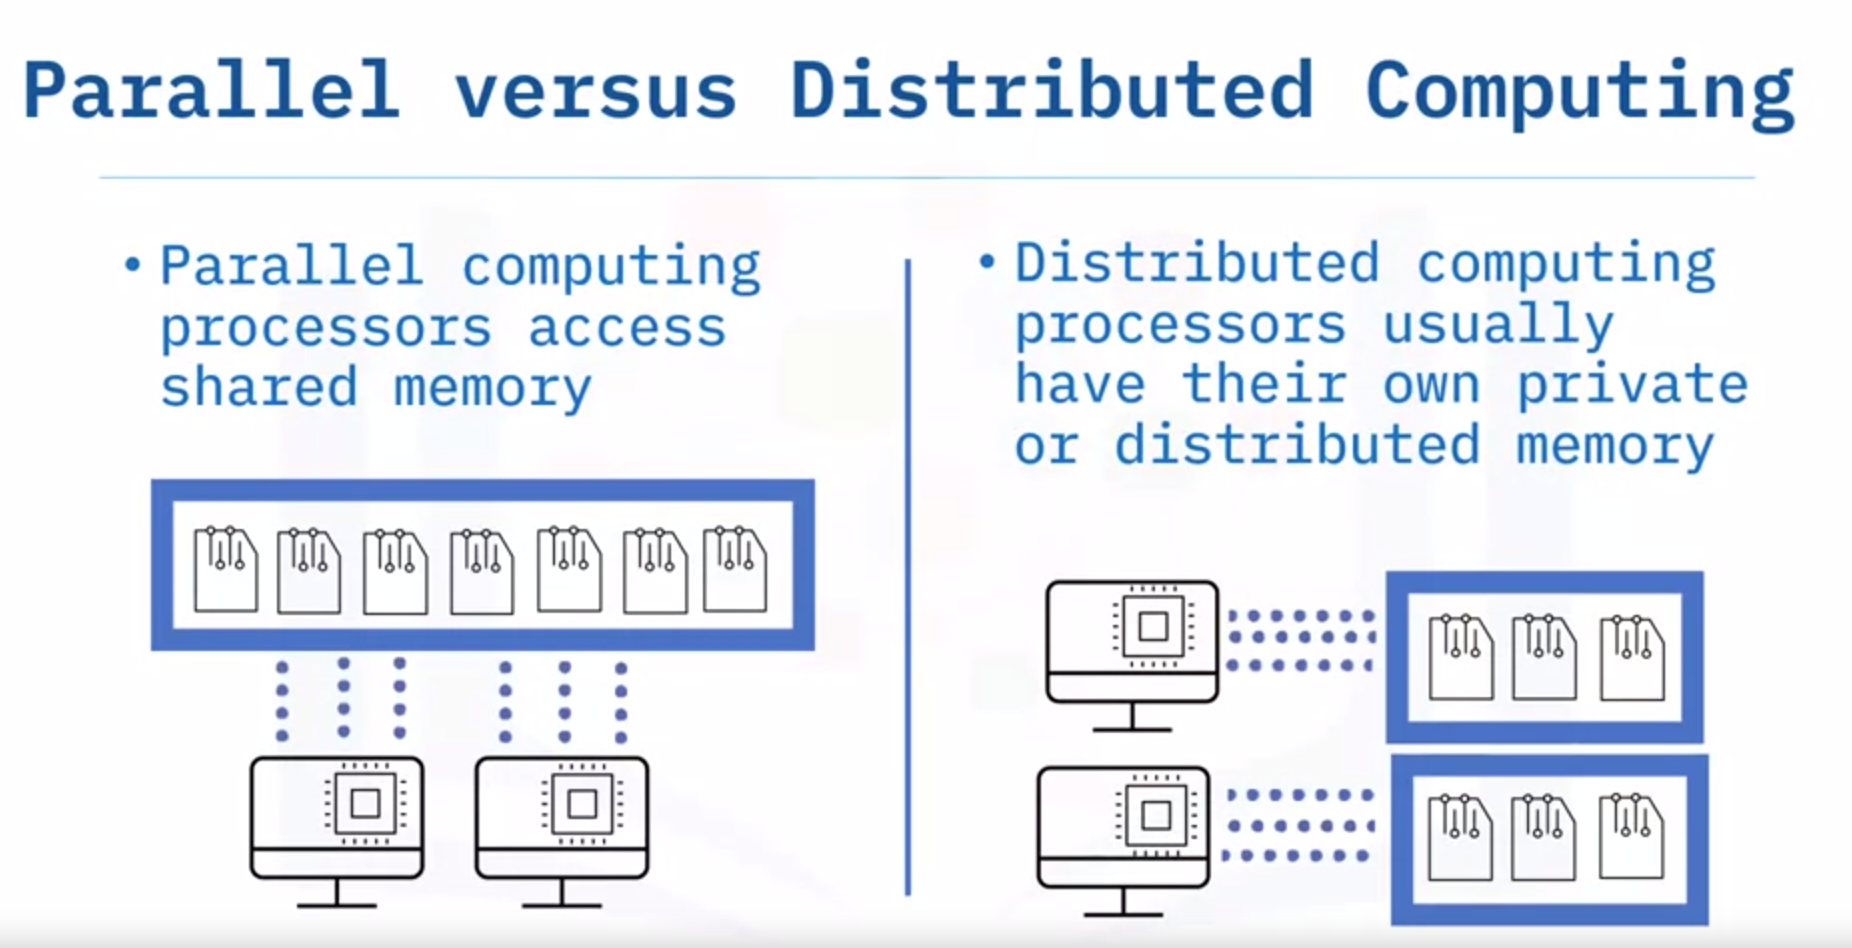 Parallel versus Distributed Computing
• Parallel computing
processors access
shared memory
• Distributed computing
processors usually
have their own private
or distributed memory